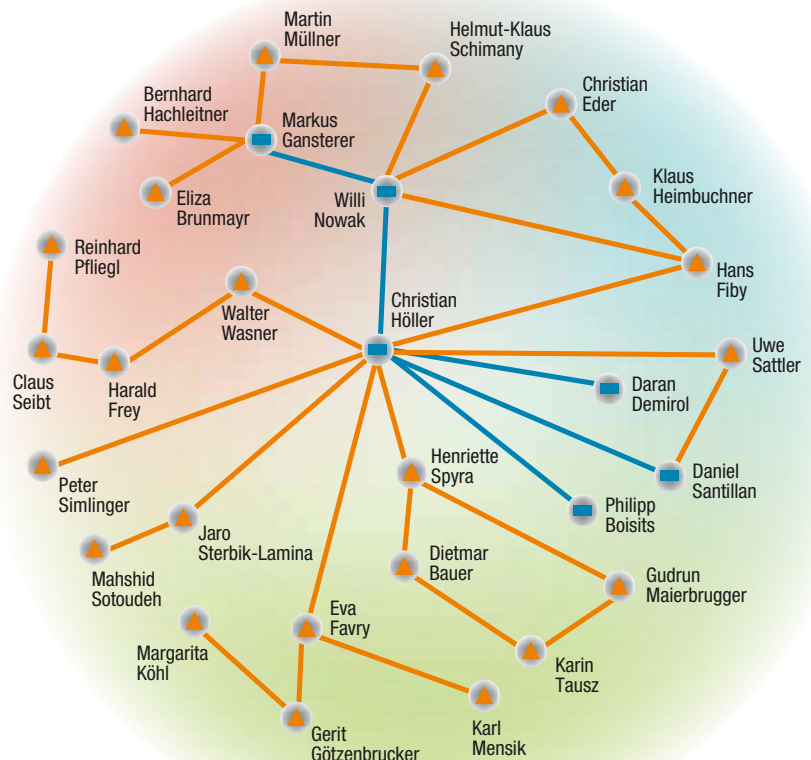 Martin
Müllner
Helmut-Klaus
Schimany
Christian
Eder
Bernhard
Hachleitner
Markus
Gansterer
Klaus
Heimbuchner
Eliza
Brunmayr
Willi
Nowak
Reinhard
Pfliegl
Hans
Fiby
Christian
Höller
Walter
Wasner
Uwe
Sattler
Claus
Seibt
Harald
Frey
Daran
Demirol
Henriette
Spyra
Daniel
Santillan
Peter
Simlinger
Philipp
Boisits
Jaro
Sterbik-Lamina
Dietmar
Bauer
Mahshid
Sotoudeh
Gudrun
Maierbrugger
Eva
Favry
Margarita
Köhl
Karin
Tausz
Gerit
Götzenbrucker
Karl
Mensik